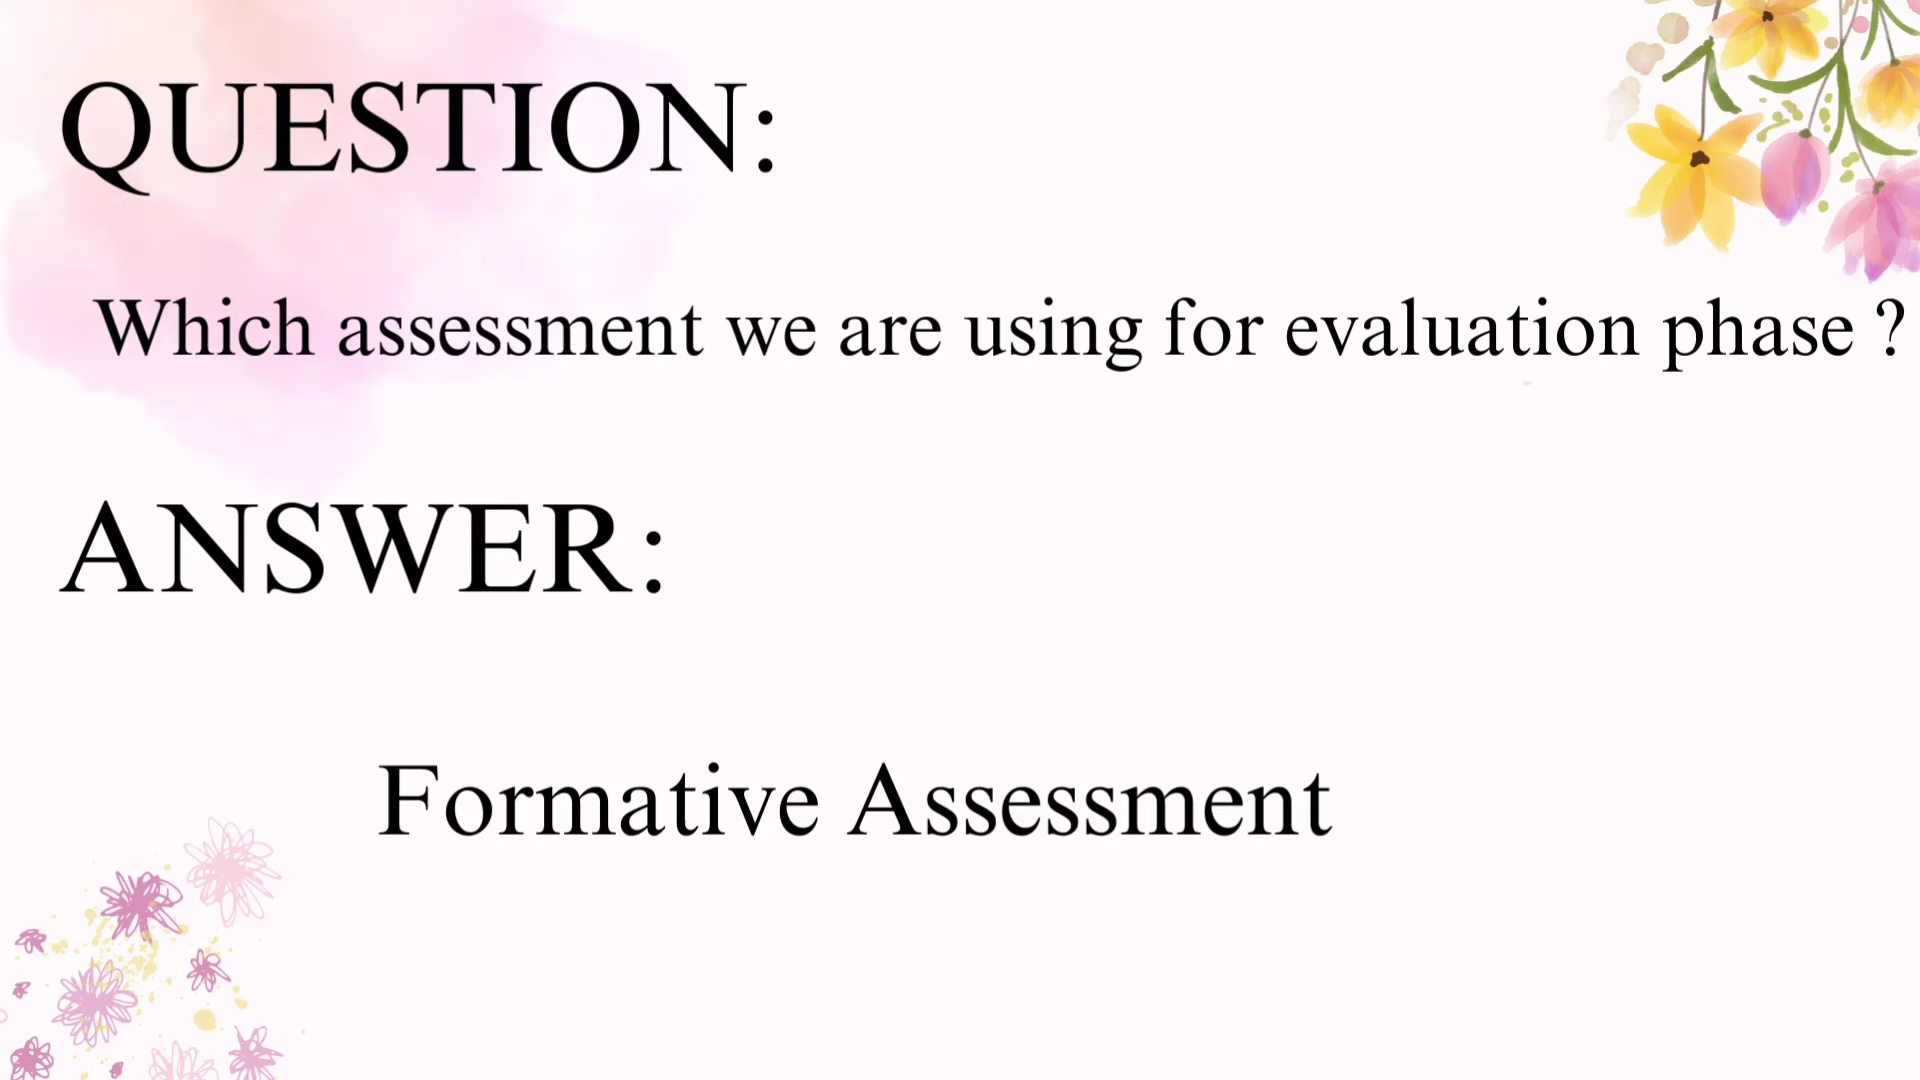 QUESTION:
Which assessment we are using for evaluation phase ?
ANSWER:
Formative Assessment